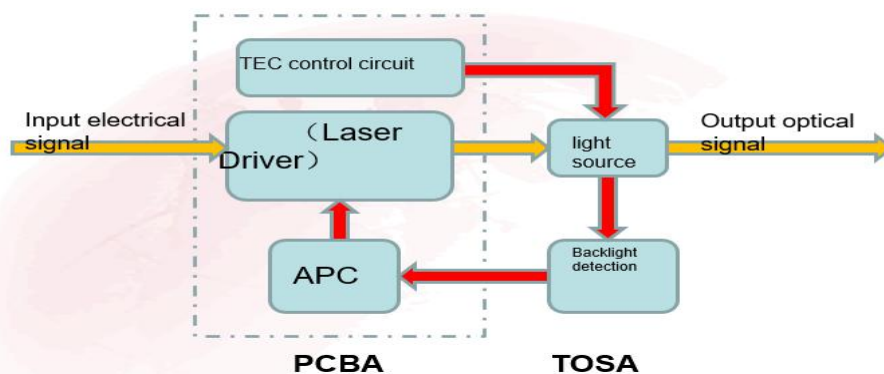 TEC control circuit
Input electrical
signal
（Laser
Driver）
light
source
Output optical
signal
APC
Backlight
detection
PCBA
TOSA